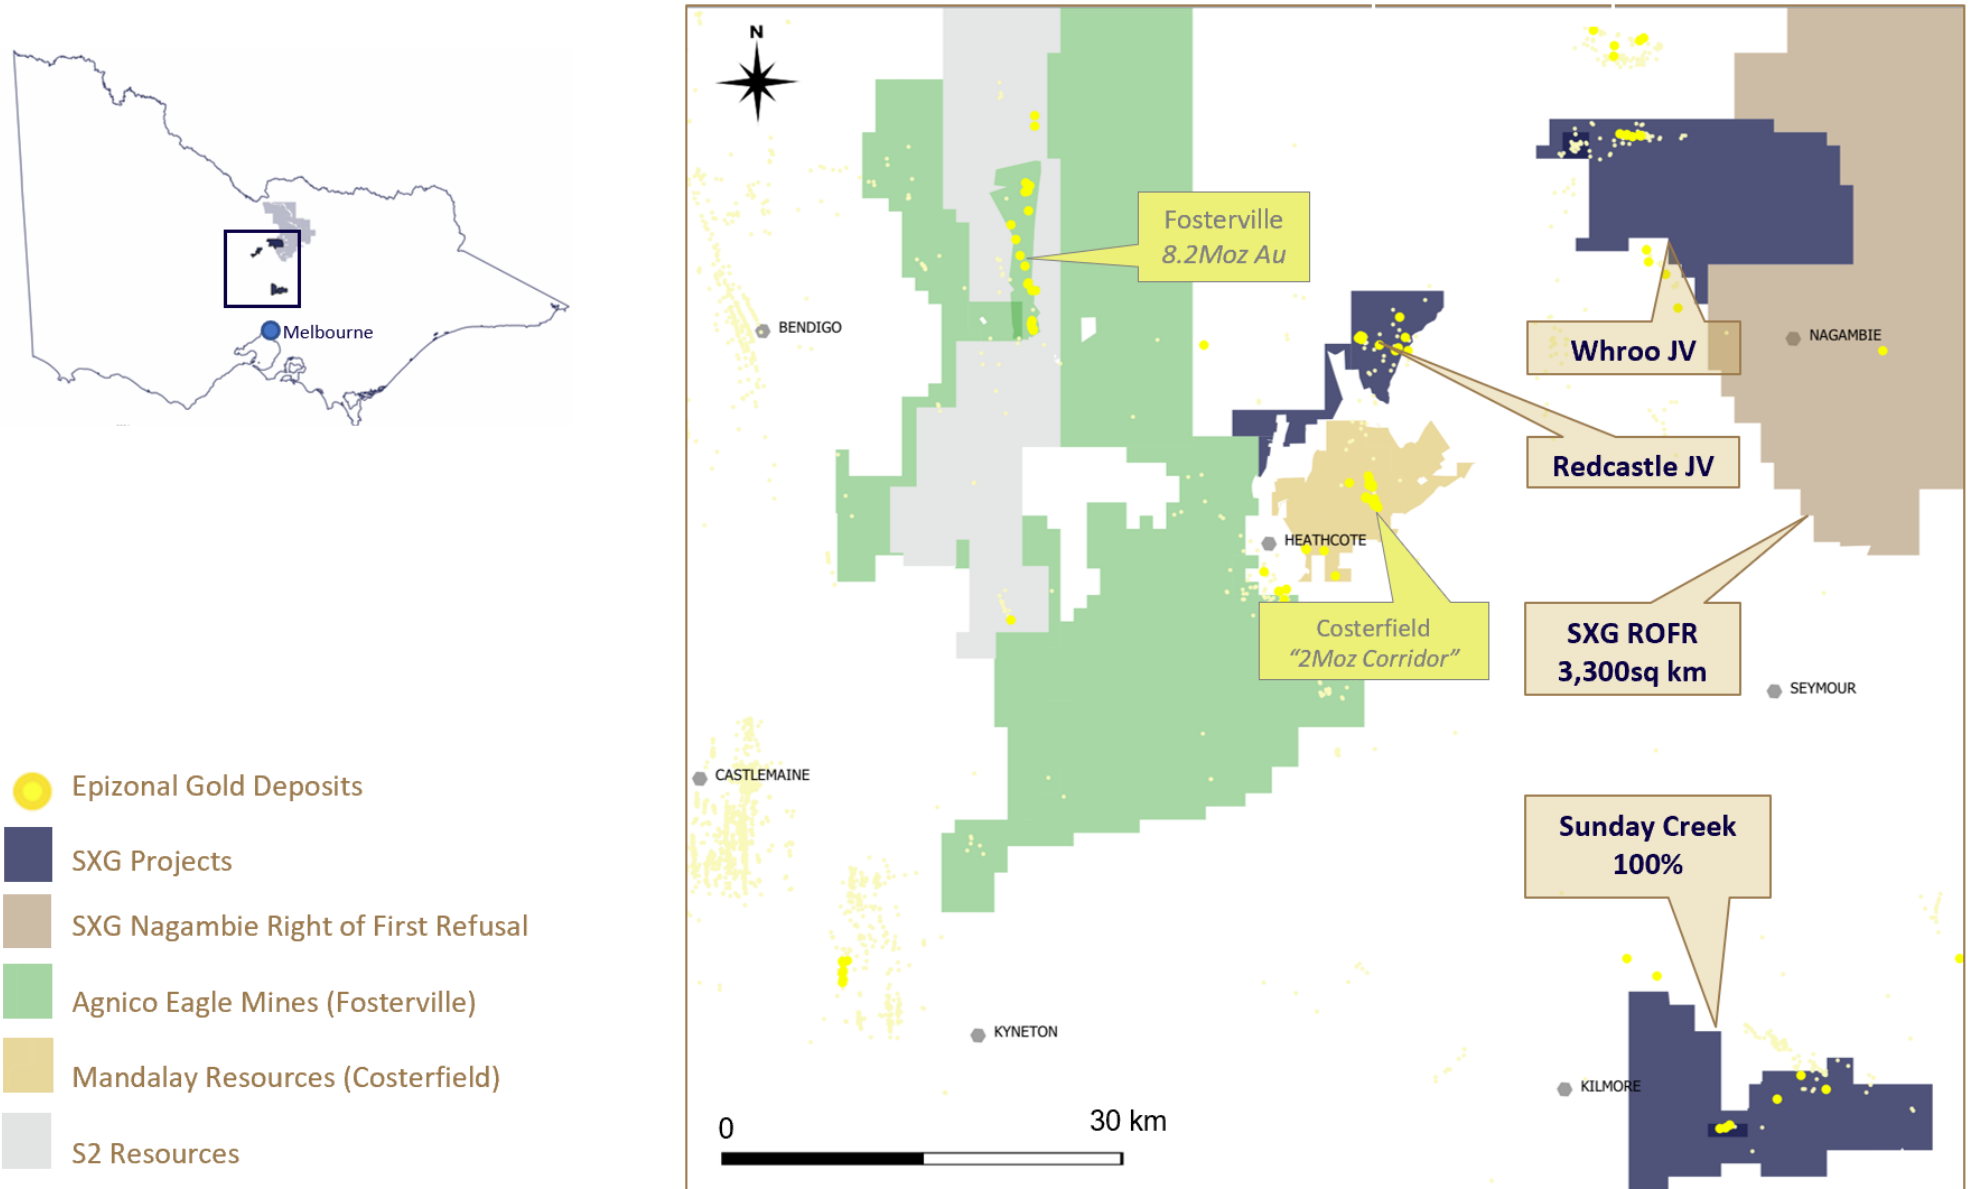 Melbourne
Epizonal Gold Deposits
SXG Projects
SXG Nagambie Right of First Refusal
Agnico Eagle Mines (Fosterville)
Mandalay Resources (Costerfield)
S2 Resources
N
Fosterville
8.2Moz Au
BENDIGO
Whroo JV
NAGAMBIE
Redcastle JV
HEATHCOTE
Costerfield
“2Moz Corridor”
SXG ROFR
3,300sq km
SEYMOUR
CASTLEMAINE
Sunday Creek
100%
KYNETON
KILMORE
0
30 km